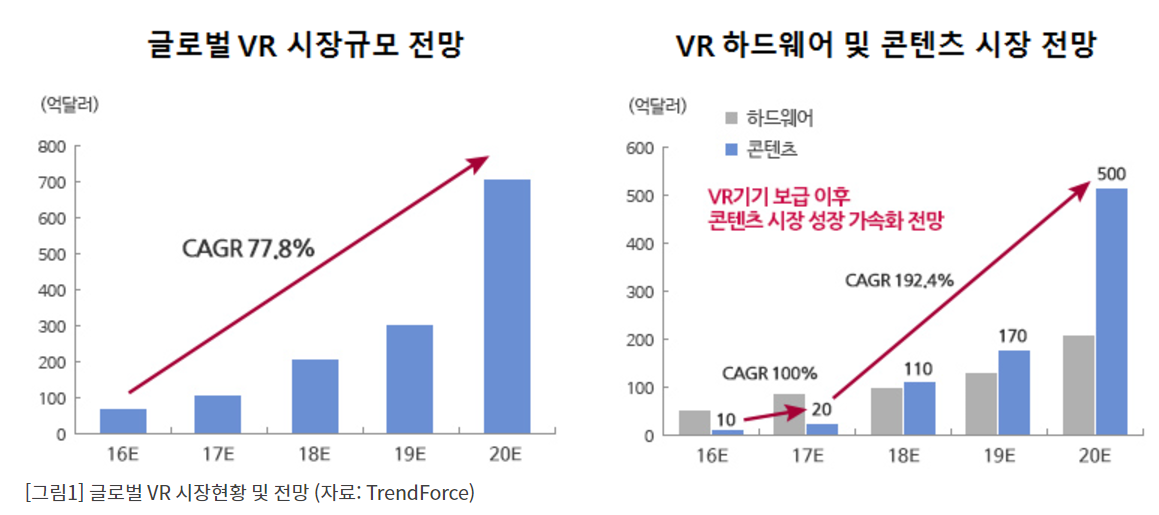 글로벌 VR 시장규모 전망
(억달러)
800
700
600
500
400
300
200
100
0
CAGR 77.8%
16E 17E 18E 19E 20E
VR 하드웨어 및 콘텐츠 시장 전망
(억달러)
하드웨어
콘텐츠
600
500
400
300
200
100
0
VR기기 보급 이후
콘텐츠 시장 성장 가속화 전망
CAGR 192.4%
CAGR 100%
10
20
110
170
500
16E 17E 18E 19E 20E
[그림1] 글로벌 VR 시장현황 및 전망 (자료: TrendForce)